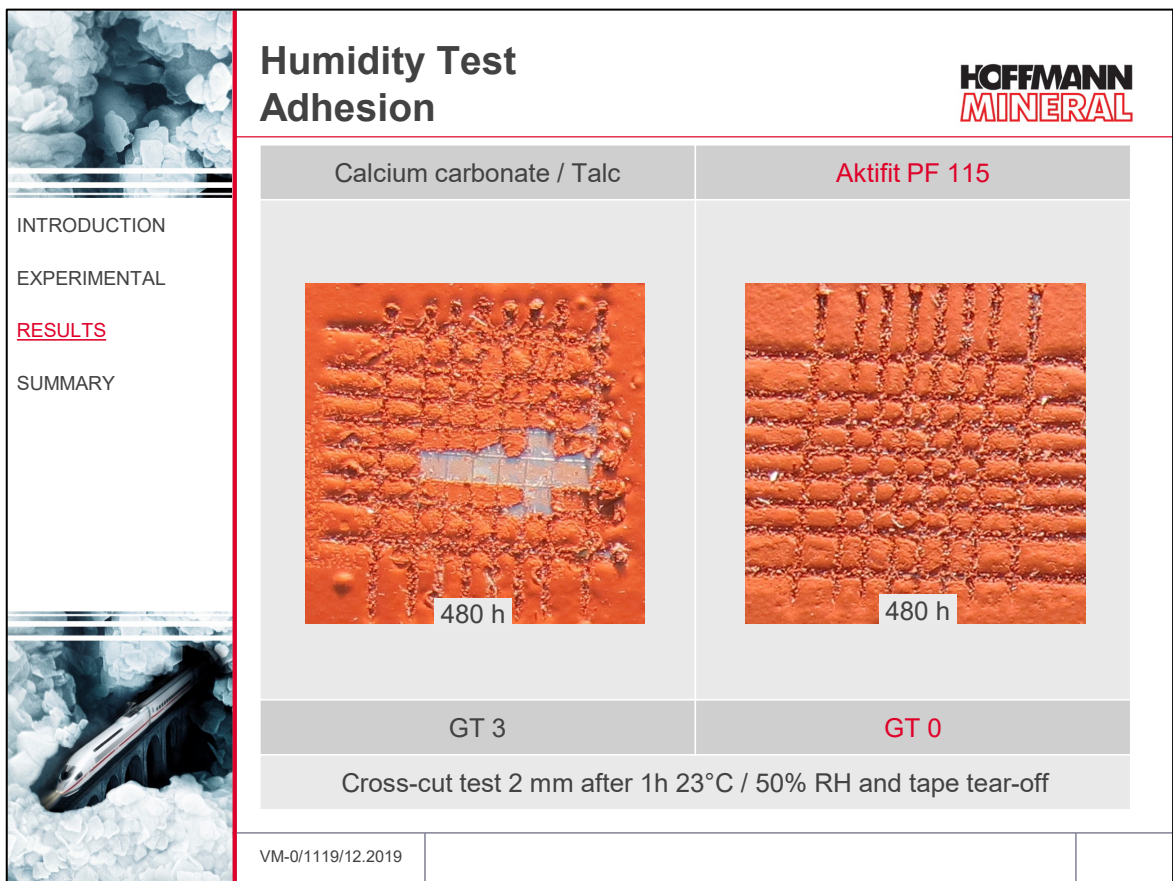 Humidity Test
Adhesion
HOFFMANN
MINERAL
INTRODUCTION
EXPERIMENTAL
RESULTS
SUMMARY
Calcium carbonate / Talc
Aktifit PF 115
480 h
480 h
GT 3
GT 0
Cross-cut test 2 mm after 1h 23°C / 50% RH and tape tear-off
VM-0/1119/12.2019